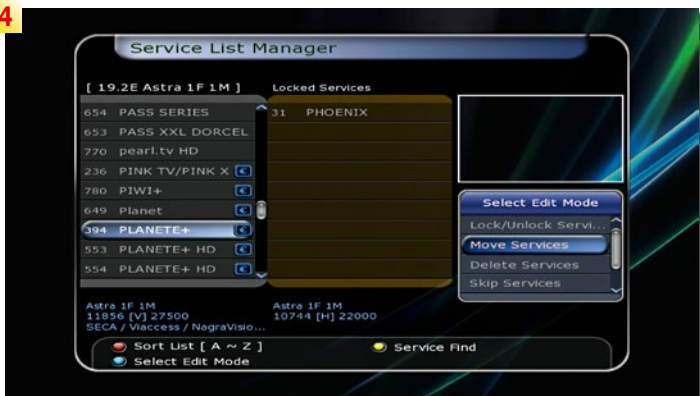 4
Service List Manager
[ 19.2E Astra 1F 1M ]
Locked Services
654 PASS SERIES
653 PASS XXL DORCEL
770 pearl.tv HD
236 PINK TV/PINK X €
780 PIWI+ €
649 Planet €
394 PLANETE+ €
553 PLANETE+ HD €
554 PLANETE+ HD €
31 PHOENIX
Select Edit Mode
Lock/Unlock Servi...
Move Services
Delete Services
Skip Services
Astra 1F 1M
11856 [V] 27500
SECA / Viaccess / NagraVisio...
Astra 1F 1M
10744 [H] 22000
Sort List [ A ~ Z ]
Service Find
Select Edit Mode